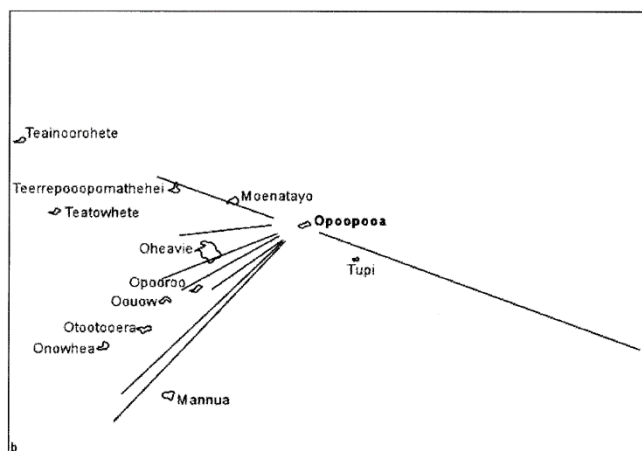 Teainoorohete
Teerrepooopomathehei
Moenatayo
Teatowhete
Opoopooa
Oheavie
Tupi
Opooroo
Oouow
Otootooera
Onowhea
Mannua
b